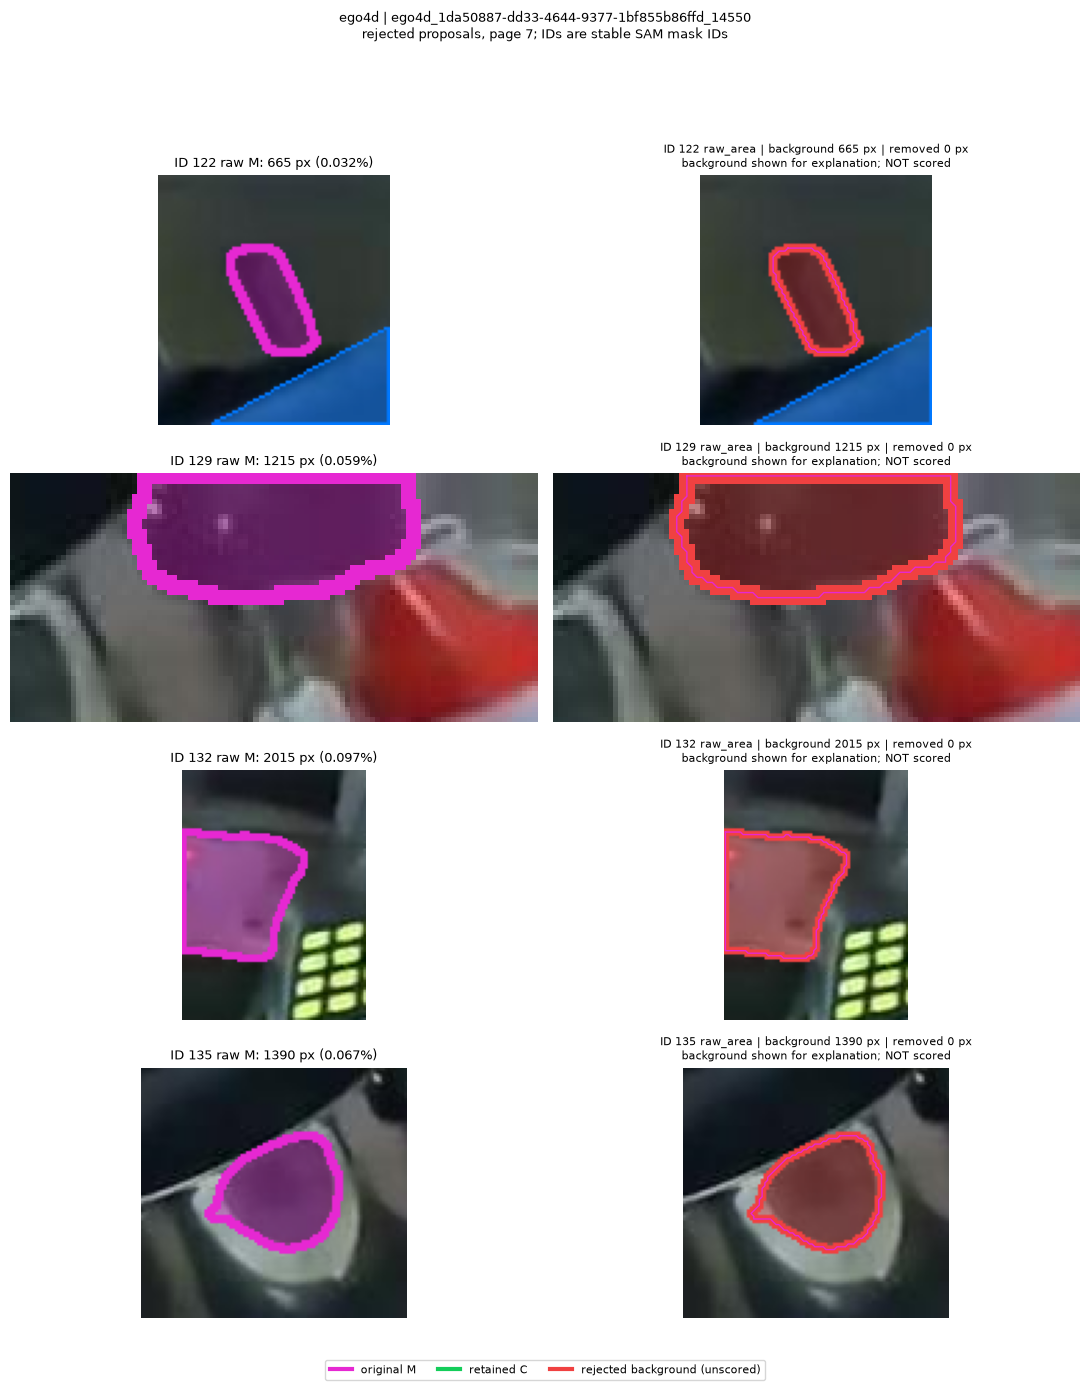 ego4d | ego4d_1da50887-dd33-4644-9377-1bf855b86ffd_14550
rejected proposals, page 7; IDs are stable SAM mask IDs
ID 122 raw M: 665 px (0.032%)
ID 122 raw_area | background 665 px | removed 0 px
background shown for explanation; NOT scored
ID 129 raw M: 1215 px (0.059%)
ID 129 raw_area | background 1215 px | removed 0 px
background shown for explanation; NOT scored
ID 132 raw M: 2015 px (0.097%)
ID 132 raw_area | background 2015 px | removed 0 px
background shown for explanation; NOT scored
ID 135 raw M: 1390 px (0.067%)
ID 135 raw_area | background 1390 px | removed 0 px
background shown for explanation; NOT scored
original M
retained C
rejected background (unscored)